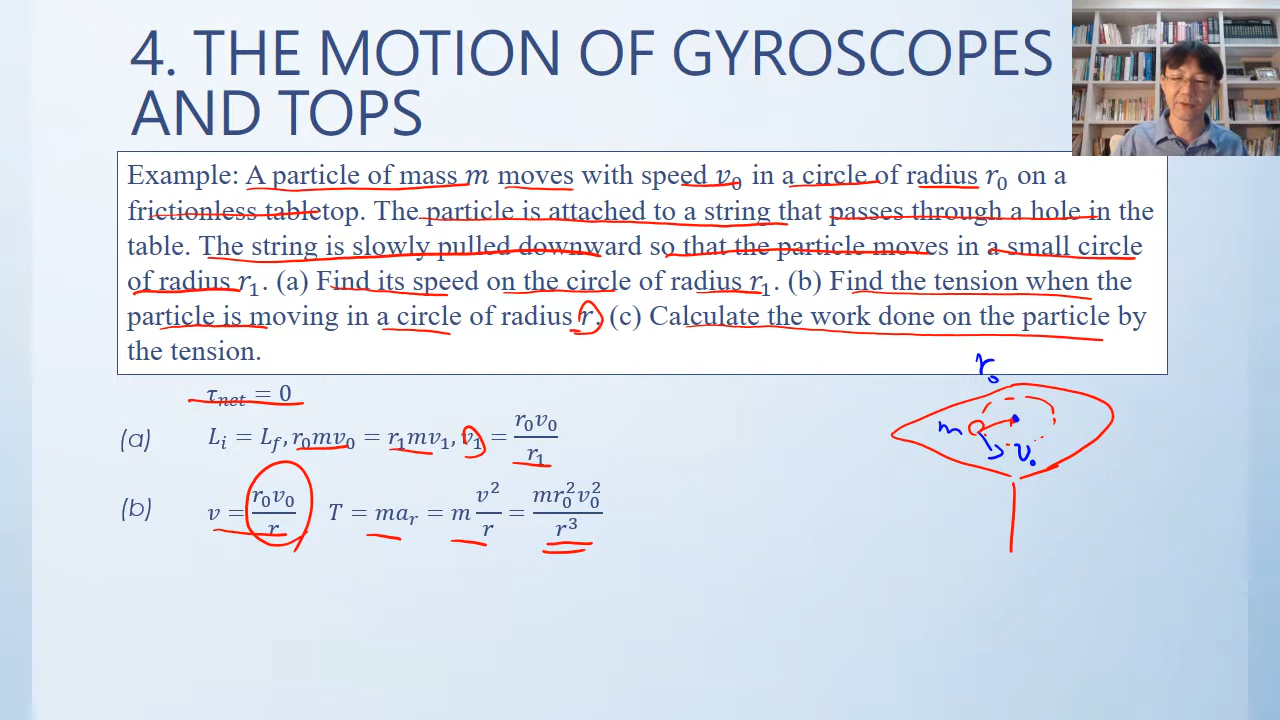 4. THE MOTION OF GYROSCOPES
AND TOPS
Example: A particle of mass m moves with speed v₀ in a circle of radius r₀ on a
frictionless tabletop. The particle is attached to a string that passes through a hole in the
table. The string is slowly pulled downward so that the particle moves in a small circle
of radius r₁. (a) Find its speed on the circle of radius r₁. (b) Find the tension when the
particle is moving in a circle of radius r. (c) Calculate the work done on the particle by
the tension.
τₙₑₜ = 0
(a) Lᵢ = L_f, r₀mv₀ = r₁mv₁, v₁ = r₀v₀/r₁
(b) v = r₀v₀/r T = maᵣ = m v²/r = mr₀²v₀²/r³
r₀
m
v₀